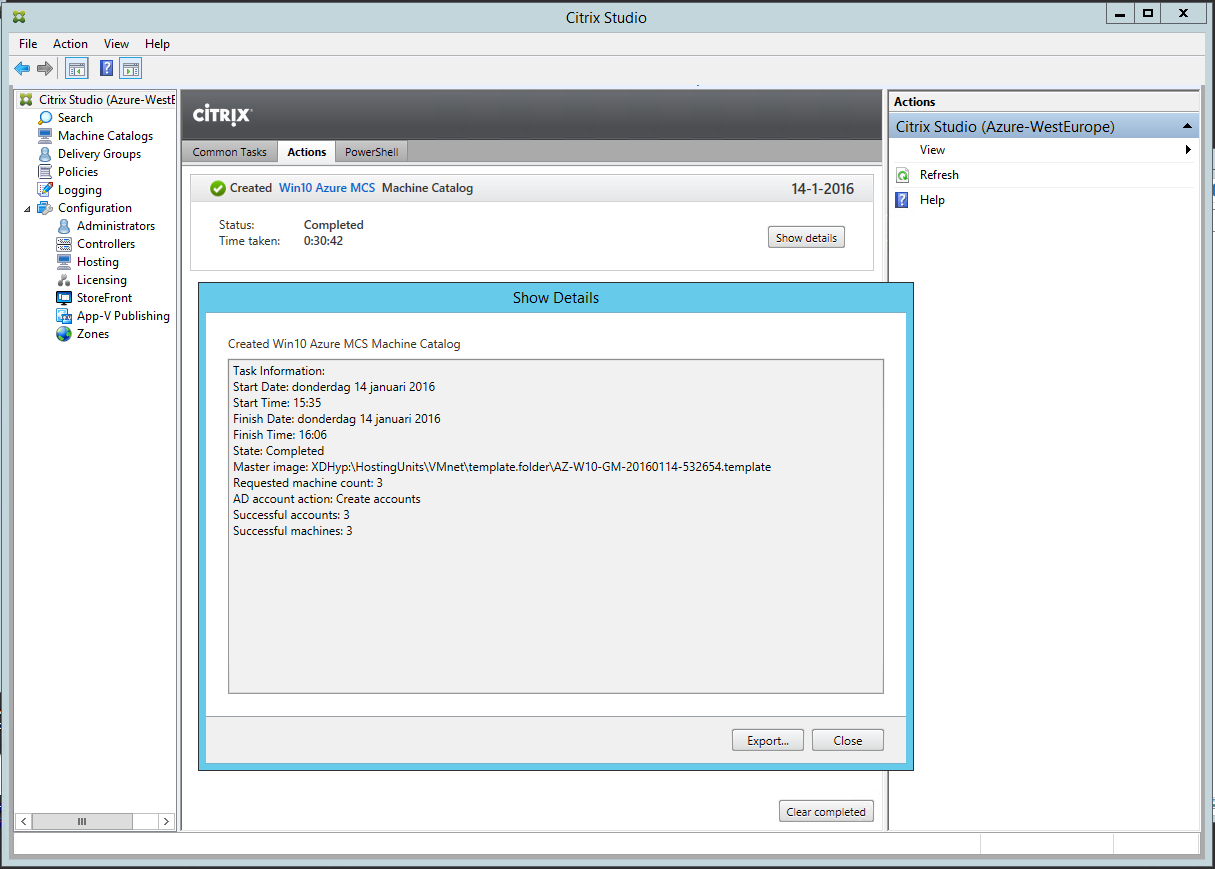 Citrix Studio
File Action View Help
Citrix Studio (Azure-WestE
Search
Machine Catalogs
Delivery Groups
Policies
Logging
Configuration
Administrators
Controllers
Hosting
Licensing
StoreFront
App-V Publishing
Zones
CITRIX
Common Tasks Actions PowerShell
Created Win10 Azure MCS Machine Catalog 14-1-2016
Status: Completed
Time taken: 0:30:42
Show details
Show Details
Created Win10 Azure MCS Machine Catalog
Task Information:
Start Date: donderdag 14 januari 2016
Start Time: 15:35
Finish Date: donderdag 14 januari 2016
Finish Time: 16:06
State: Completed
Master image: XDHyp:\HostingUnits\VMnet\template.folder\AZ-W10-GM-20160114-532654.template
Requested machine count: 3
AD account action: Create accounts
Successful accounts: 3
Successful machines: 3
Export... Close
Clear completed
Actions
Citrix Studio (Azure-WestEurope)
View
Refresh
Help